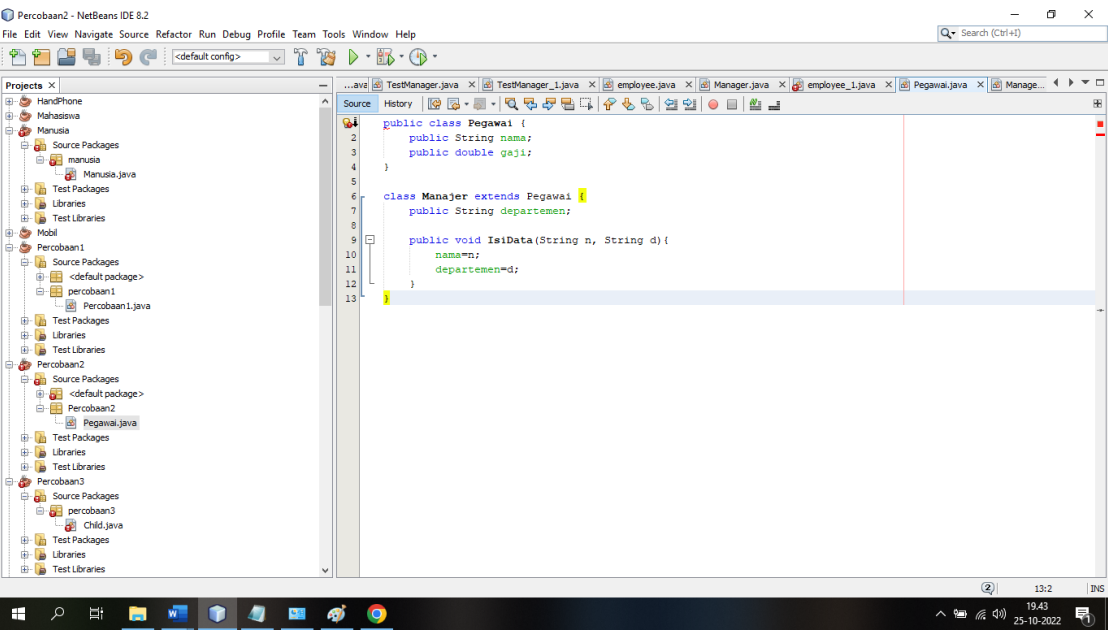 Percobaan2 - NetBeans IDE 8.2
File Edit View Navigate Source Refactor Run Debug Profile Team Tools Window Help
Search (Ctrl+I)
<default config>
Projects
HandPhone
Mahasiswa
Manusia
Source Packages
manusia
Manusia.java
Test Packages
Libraries
Test Libraries
Mobil
Percobaan1
Source Packages
<default package>
percobaan1
Percobaan1.java
Test Packages
Libraries
Test Libraries
Percobaan2
Source Packages
<default package>
Percobaan2
Pegawai.java
Test Packages
Libraries
Test Libraries
Percobaan3
Source Packages
percobaan3
Child.java
Test Packages
Libraries
Test Libraries
...ava TestManager.java TestManager_1.java employee.java Manager.java employee_1.java Pegawai.java Manage...
Source History
public class Pegawai {
2 public String nama;
3 public double gaji;
4 }
5
6 class Manajer extends Pegawai {
7 public String departemen;
8
9 public void IsiData(String n, String d){
10 nama=n;
11 departemen=d;
12 }
13 }
2 13:2 INS
19.43
25-10-2022
1